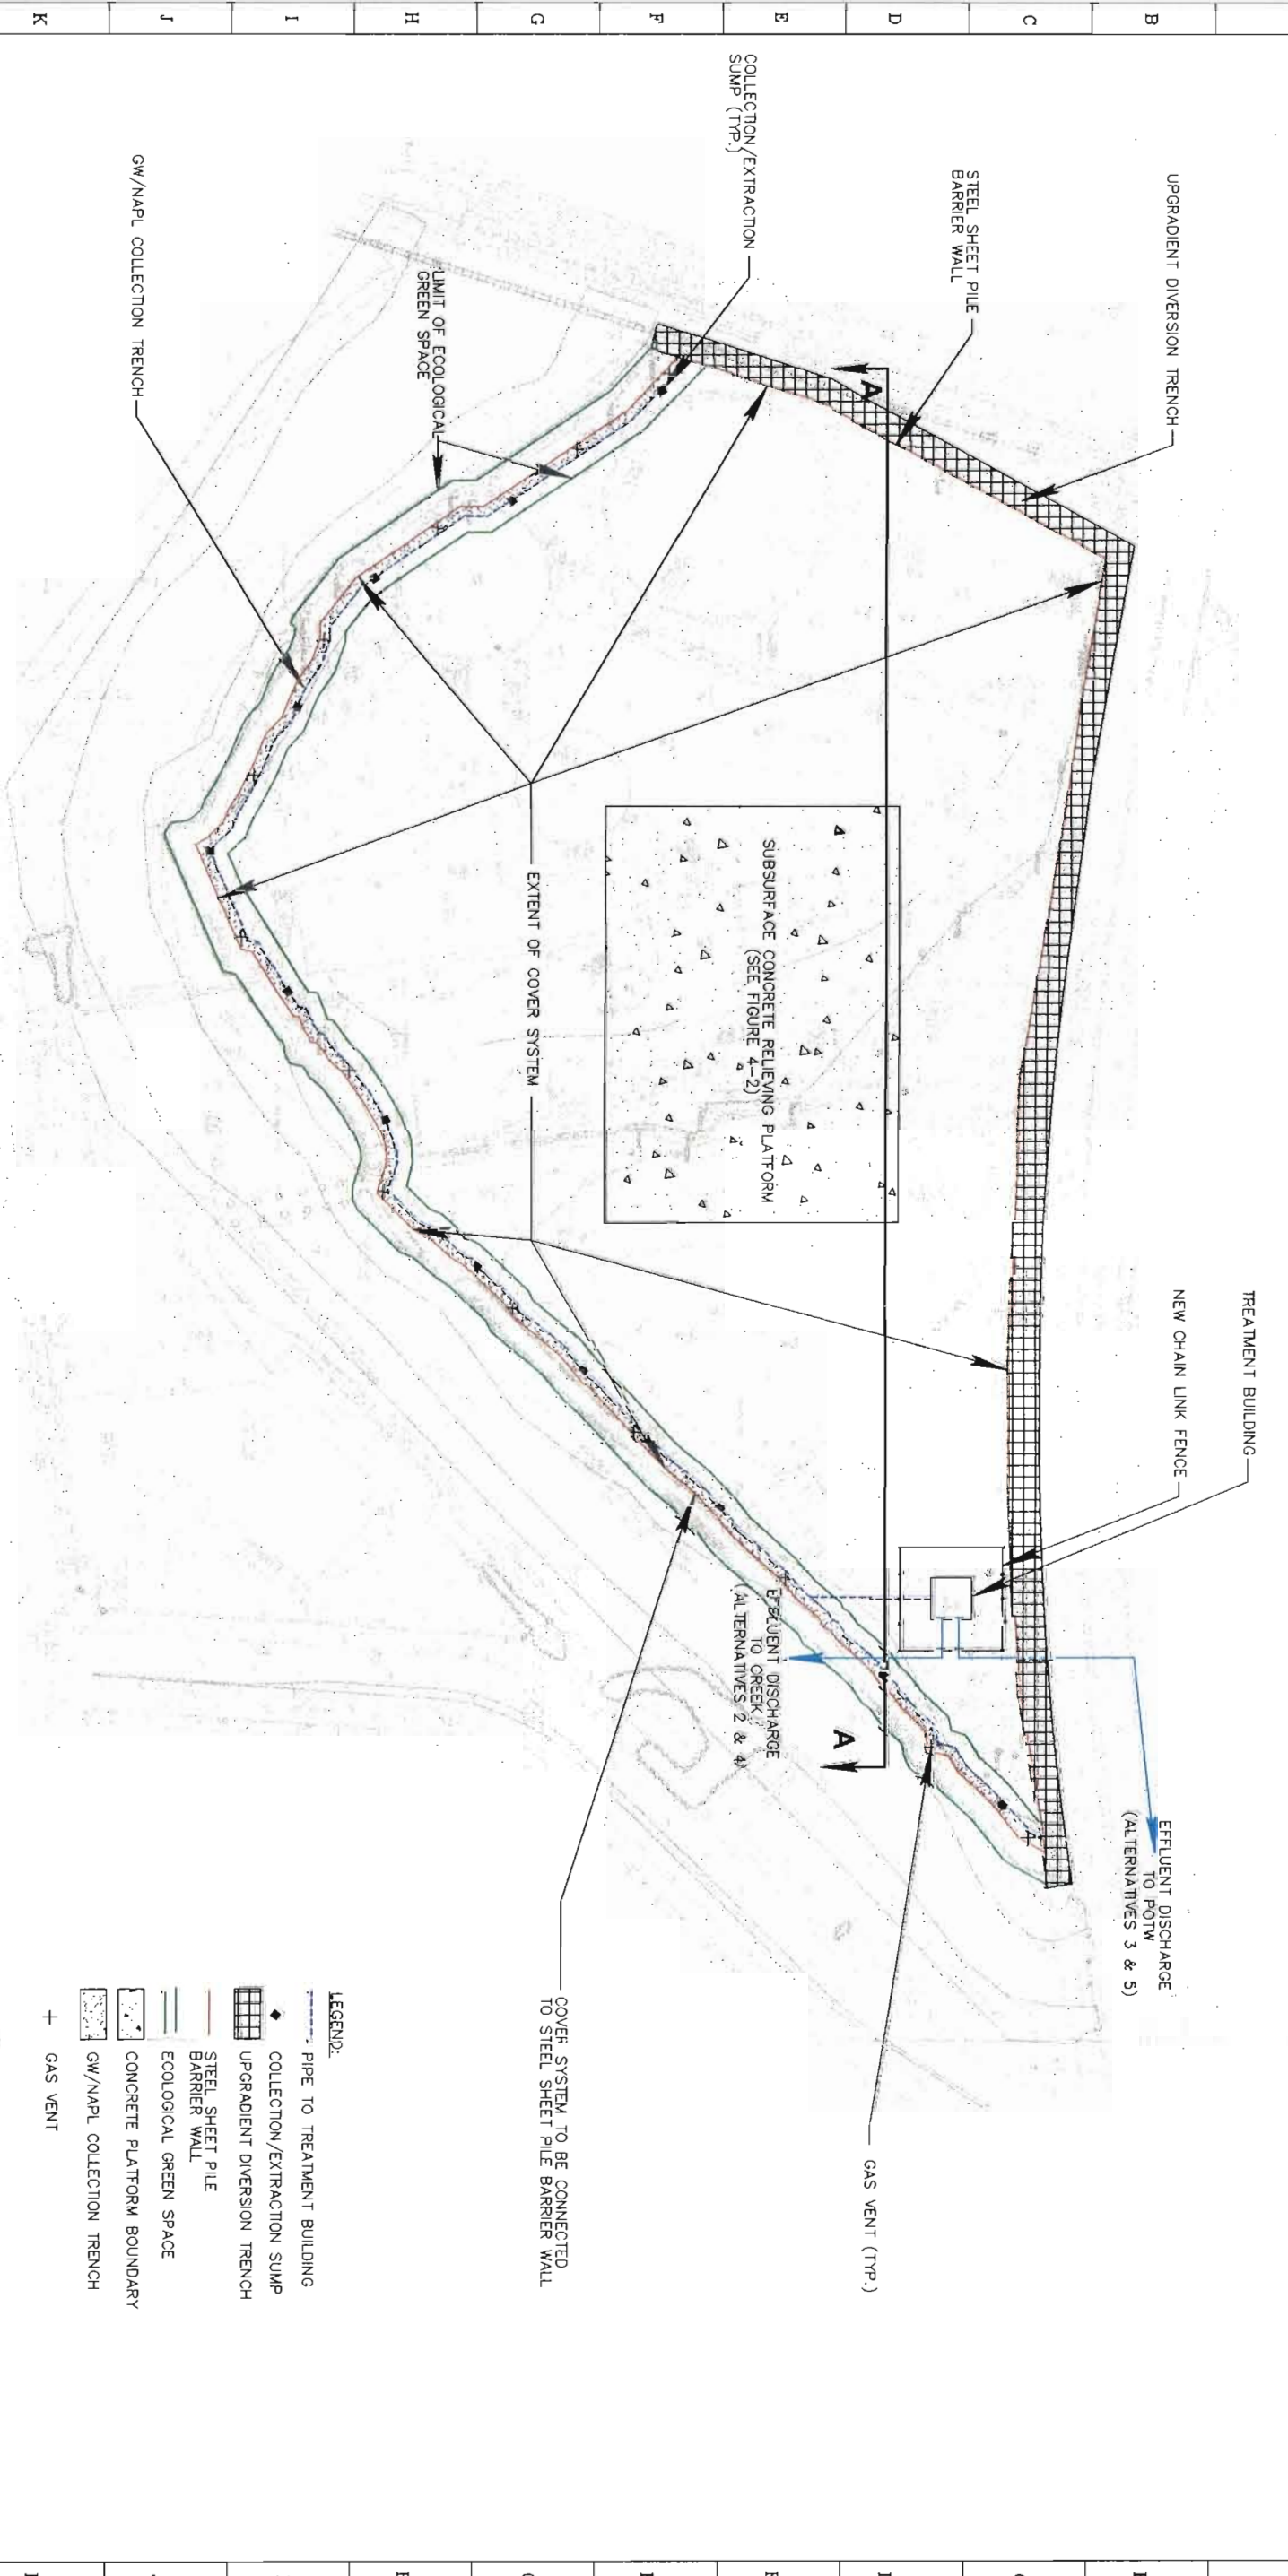 K
J
I
H
G
F
E
D
C
B
UPGRADIENT DIVERSION TRENCH
STEEL SHEET PILE
BARRIER WALL
COLLECTION/EXTRACTION
SUMP (TYP.)
LIMIT OF ECOLOGICAL
GREEN SPACE
GW/NAPL COLLECTION TRENCH
A
SUBSURFACE CONCRETE RELIEVING PLATFORM
(SEE FIGURE 4-2)
EXTENT OF COVER SYSTEM
TREATMENT BUILDING
NEW CHAIN LINK FENCE
EFFLUENT DISCHARGE
TO CREEK
(ALTERNATIVES 2 & 4)
A
EFFLUENT DISCHARGE
TO POTW
(ALTERNATIVES 3 & 5)
GAS VENT (TYP.)
COVER SYSTEM TO BE CONNECTED
TO STEEL SHEET PILE BARRIER WALL
LEGEND:
PIPE TO TREATMENT BUILDING
COLLECTION/EXTRACTION SUMP
UPGRADIENT DIVERSION TRENCH
STEEL SHEET PILE
BARRIER WALL
ECOLOGICAL GREEN SPACE
CONCRETE PLATFORM BOUNDARY
GW/NAPL COLLECTION TRENCH
GAS VENT